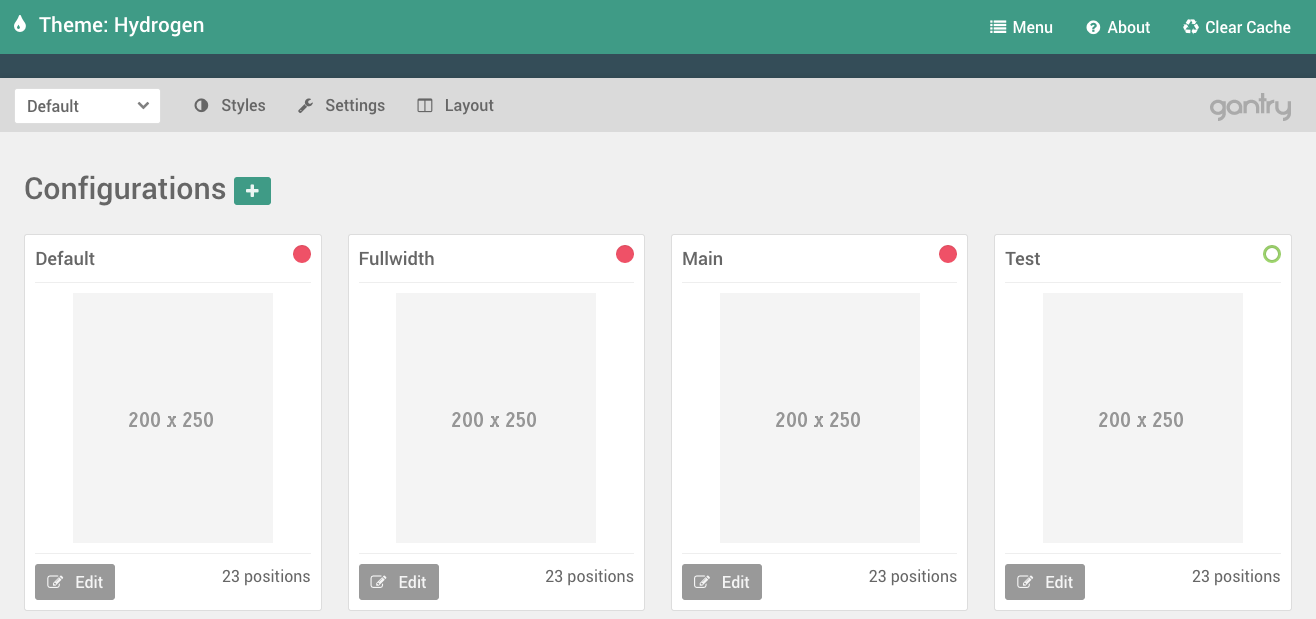 Theme: Hydrogen
Menu
About
Clear Cache
Default
Styles
Settings
Layout
gantry
Configurations
Default
200 x 250
Edit
23 positions
Fullwidth
200 x 250
Edit
23 positions
Main
200 x 250
Edit
23 positions
Test
200 x 250
Edit
23 positions